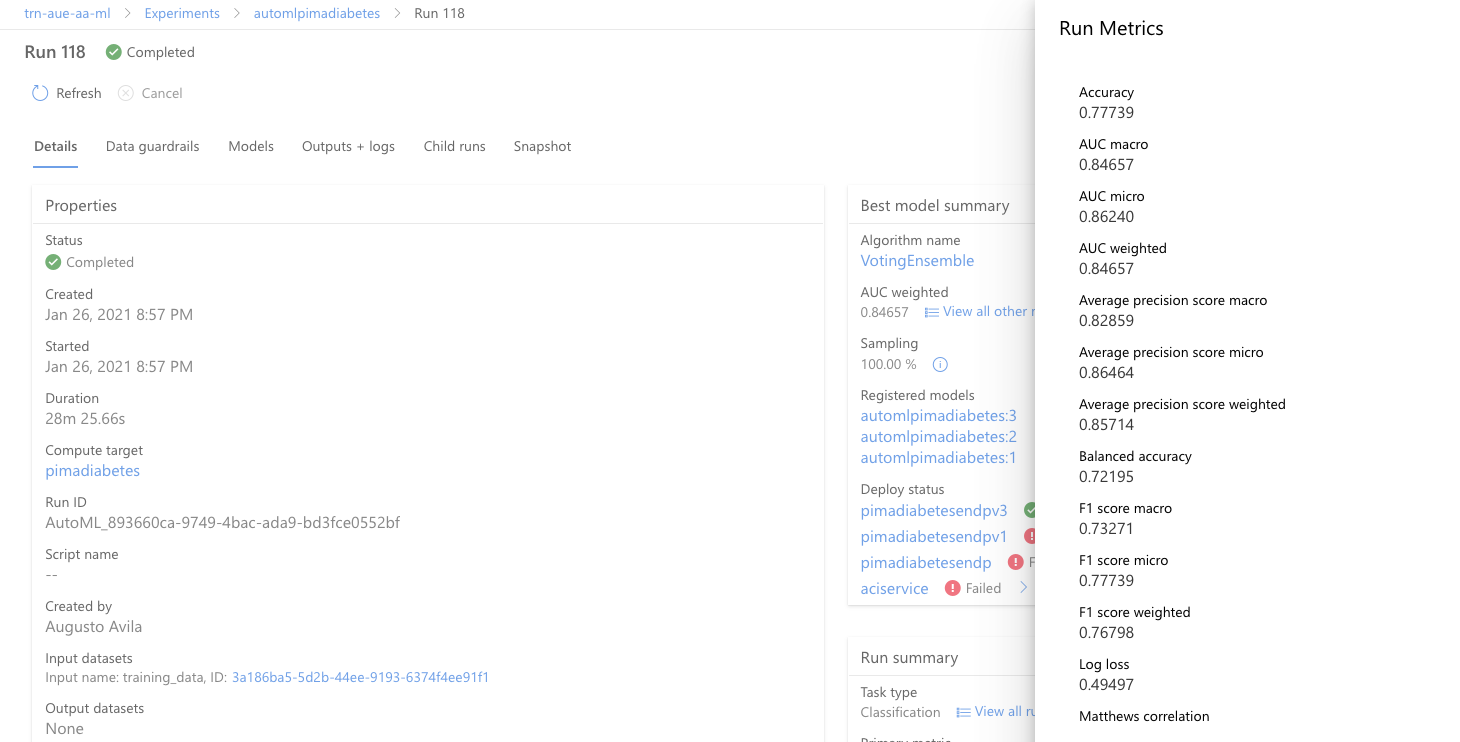 trn-aue-aa-ml > Experiments > automlpimadiabetes > Run 118
Run 118 Completed
Refresh Cancel
Details Data guardrails Models Outputs + logs Child runs Snapshot
Properties
Status
Completed
Created
Jan 26, 2021 8:57 PM
Started
Jan 26, 2021 8:57 PM
Duration
28m 25.66s
Compute target
pimadiabetes
Run ID
AutoML_893660ca-9749-4bac-ada9-bd3fce0552bf
Script name
--
Created by
Augusto Avila
Input datasets
Input name: training_data, ID: 3a186ba5-5d2b-44ee-9193-6374f4ee91f1
Output datasets
None
Best model summary
Algorithm name
VotingEnsemble
AUC weighted
0.84657 View all other
Sampling
100.00 %
Registered models
automlpimadiabetes:3
automlpimadiabetes:2
automlpimadiabetes:1
Deploy status
pimadiabetesendpv3
pimadiabetesendpv1
pimadiabetesendp
aciservice Failed
Run summary
Task type
Classification View all
Primary metric
Run Metrics
Accuracy
0.77739
AUC macro
0.84657
AUC micro
0.86240
AUC weighted
0.84657
Average precision score macro
0.82859
Average precision score micro
0.86464
Average precision score weighted
0.85714
Balanced accuracy
0.72195
F1 score macro
0.73271
F1 score micro
0.77739
F1 score weighted
0.76798
Log loss
0.49497
Matthews correlation